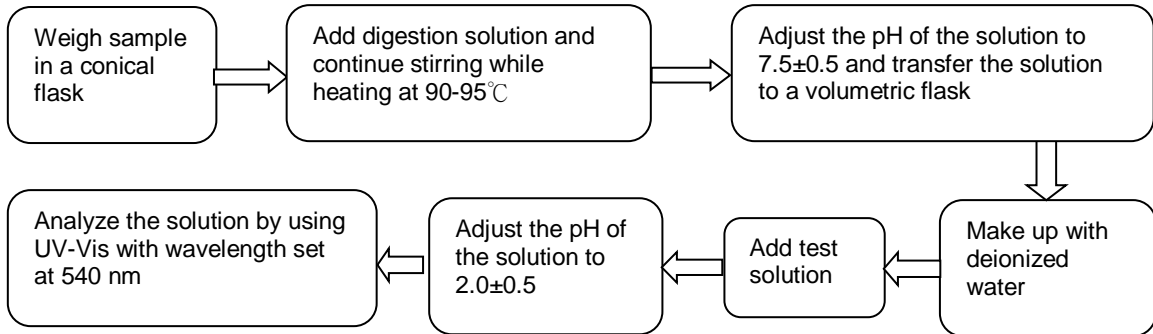 Weigh sample
in a conical
flask
Add digestion solution and
continue stirring while
heating at 90-95℃
Adjust the pH of the solution to
7.5±0.5 and transfer the solution
to a volumetric flask
Make up with
deionized
water
Add test
solution
Adjust the pH of
the solution to
2.0±0.5
Analyze the solution by using
UV-Vis with wavelength set
at 540 nm